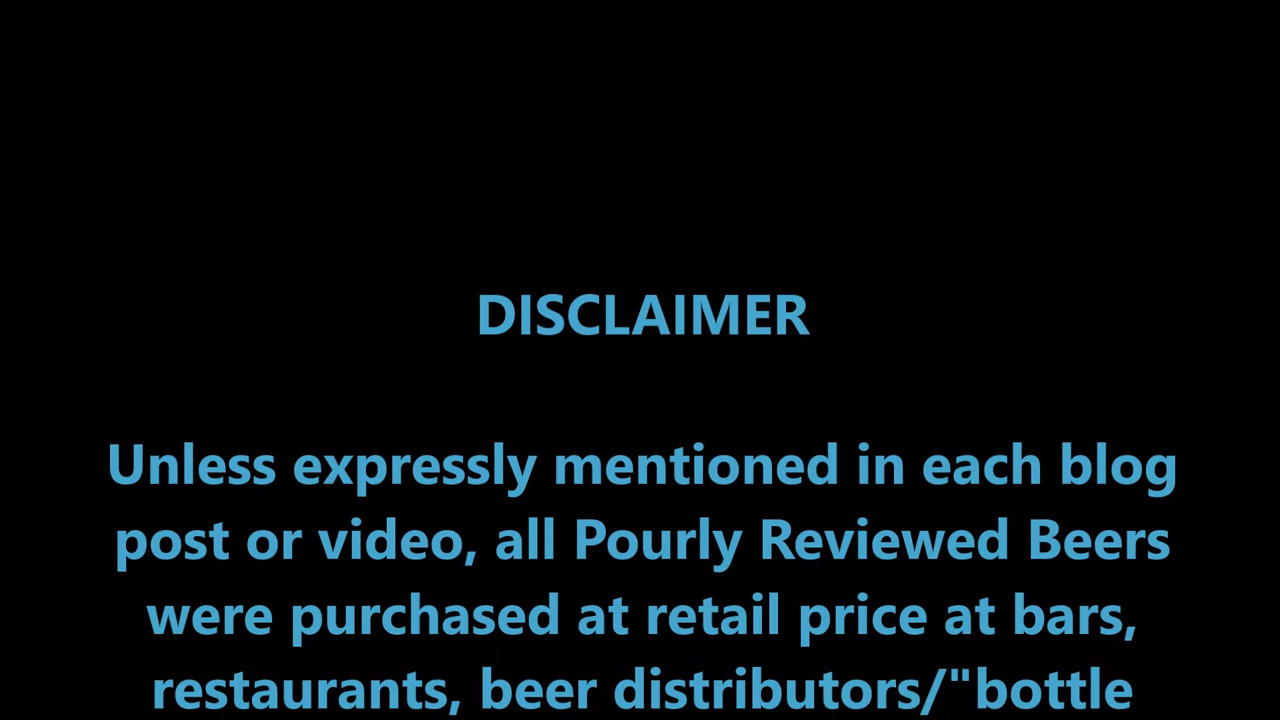 DISCLAIMER
Unless expressly mentioned in each blog
post or video, all Pourly Reviewed Beers
were purchased at retail price at bars,
restaurants, beer distributors/"bottle